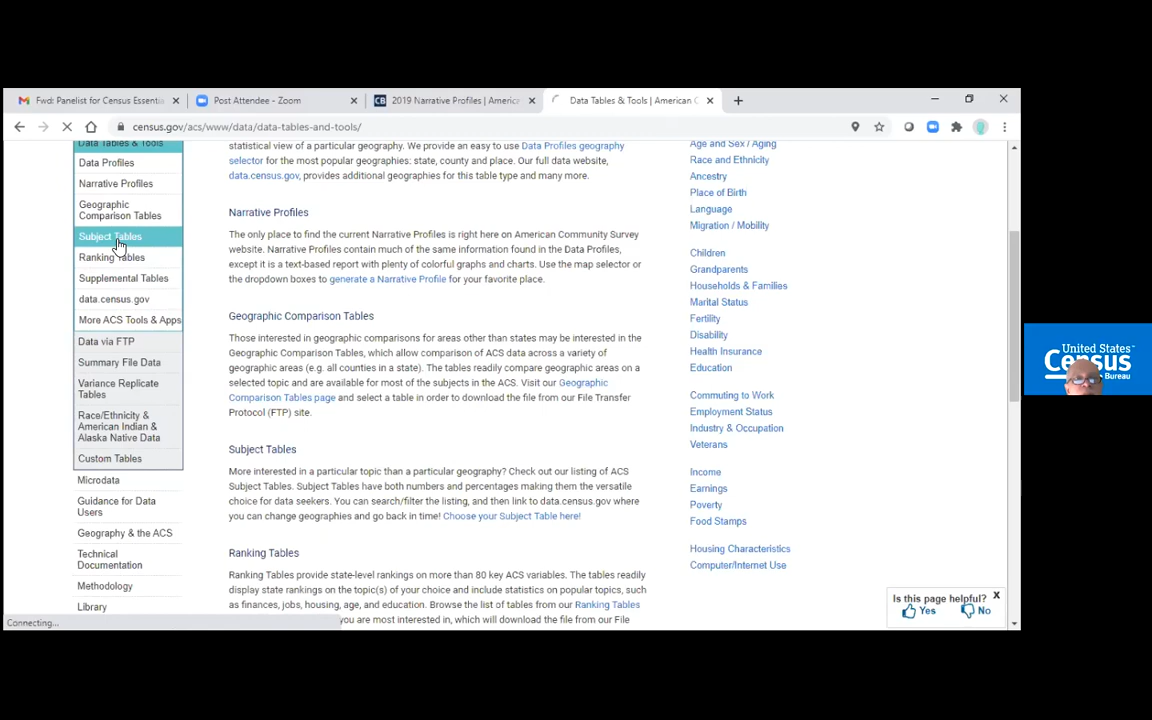 Fwd: Panelist for Census Essentia
Post Attendee - Zoom
2019 Narrative Profiles | America
Data Tables & Tools | American C
census.gov/acs/www/data/data-tables-and-tools/
Data Tables & Tools
Data Profiles
Narrative Profiles
Geographic
Comparison Tables
Subject Tables
Ranking Tables
Supplemental Tables
data.census.gov
More ACS Tools & Apps
Data via FTP
Summary File Data
Variance Replicate
Tables
Race/Ethnicity &
American Indian &
Alaska Native Data
Custom Tables
Microdata
Guidance for Data
Users
Geography & the ACS
Technical
Documentation
Methodology
Library
Connecting...
statistical view of a particular geography. We provide an easy to use Data Profiles geography
selector for the most popular geographies: state, county and place. Our full data website,
data.census.gov, provides additional geographies for this table type and many more.
Narrative Profiles
The only place to find the current Narrative Profiles is right here on American Community Survey
website. Narrative Profiles contain much of the same information found in the Data Profiles,
except it is a text-based report with plenty of colorful graphs and charts. Use the map selector or
the dropdown boxes to generate a Narrative Profile for your favorite place.
Geographic Comparison Tables
Those interested in geographic comparisons for areas other than states may be interested in the
Geographic Comparison Tables, which allow comparison of ACS data across a variety of
geographic areas (e.g. all counties in a state). The tables readily compare geographic areas on a
selected topic and are available for most of the subjects in the ACS. Visit our Geographic
Comparison Tables page and select a table in order to download the file from our File Transfer
Protocol (FTP) site.
Subject Tables
More interested in a particular topic than a particular geography? Check out our listing of ACS
Subject Tables. Subject Tables have both numbers and percentages making them the versatile
choice for data seekers. You can search/filter the listing, and then link to data.census.gov where
you can change geographies and go back in time! Choose your Subject Table here!
Ranking Tables
Ranking Tables provide state-level rankings on more than 80 key ACS variables. The tables readily
display state rankings on the topic(s) of your choice and include statistics on popular topics, such
as finances, jobs, housing, age, and education. Browse the list of tables from our Ranking Tables
you are most interested in, which will download the file from our File
Age and Sex / Aging
Race and Ethnicity
Ancestry
Place of Birth
Language
Migration / Mobility
Children
Grandparents
Households & Families
Marital Status
Fertility
Disability
Health Insurance
Education
Commuting to Work
Employment Status
Industry & Occupation
Veterans
Income
Earnings
Poverty
Food Stamps
Housing Characteristics
Computer/Internet Use
Is this page helpful? X
Yes No
United States
Census
Bureau